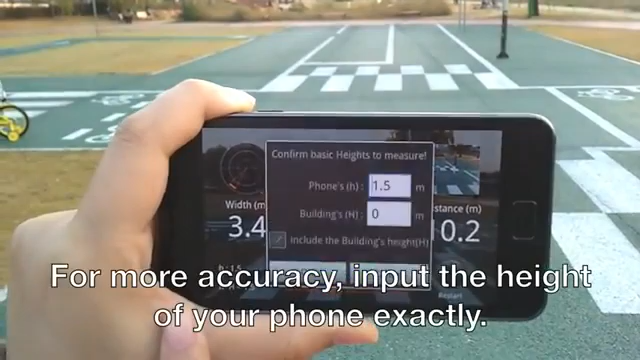 Confirm basic Heights to measure!
Phone's (h) : 1.5 m
Building's (H) : 0 m
Include the Building's height(H)
Width (m)
stance (m)
3.4
0.2
For more accuracy, input the height
of your phone exactly.
Restart